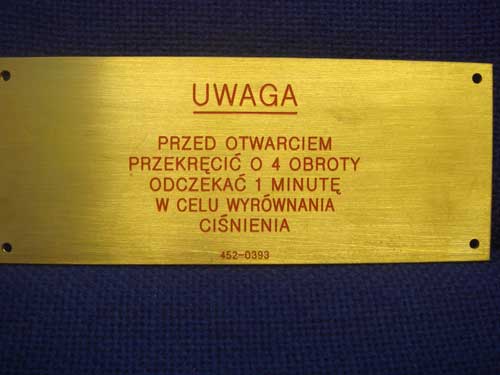 UWAGA
PRZED OTWARCIEM
PRZEKRĘCIĆ O 4 OBROTY
ODCZEKAĆ 1 MINUTĘ
W CELU WYRÓWNANIA
CIŚNIENIA
452-0393